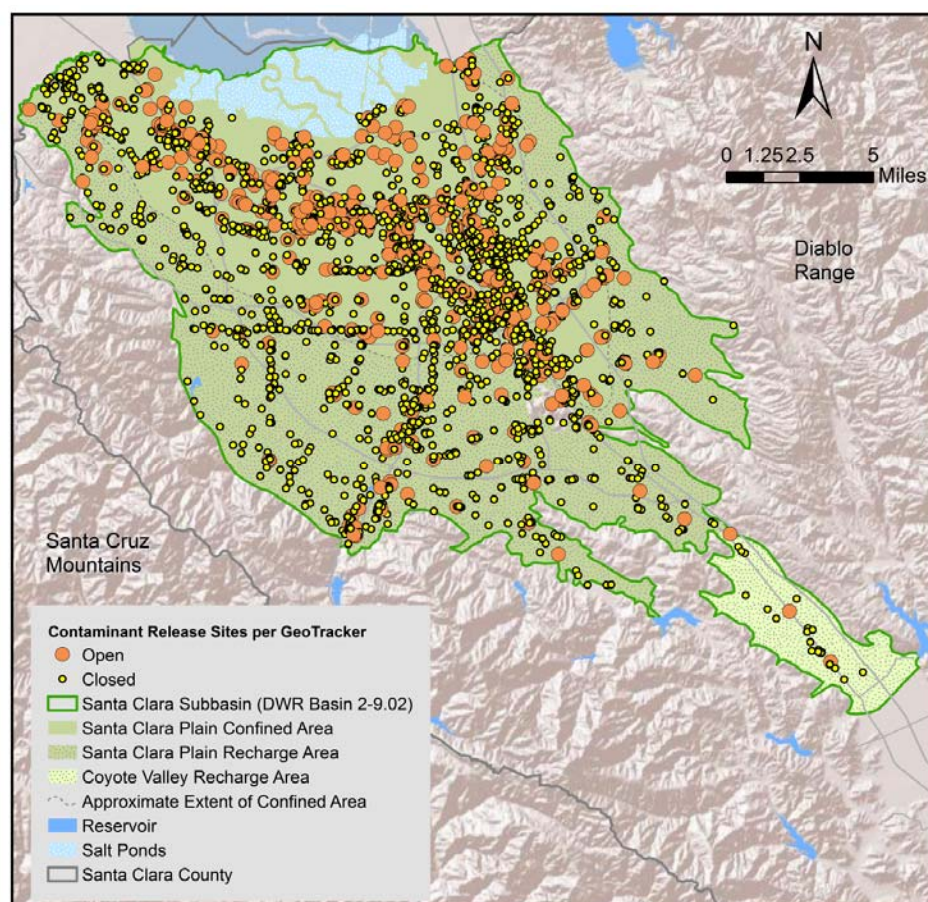 N
0 1.25 2.5 5
Miles
Diablo
Range
Santa Cruz
Mountains
Contaminant Release Sites per GeoTracker
Open
Closed
Santa Clara Subbasin (DWR Basin 2-9.02)
Santa Clara Plain Confined Area
Santa Clara Plain Recharge Area
Coyote Valley Recharge Area
Approximate Extent of Confined Area
Reservoir
Salt Ponds
Santa Clara County